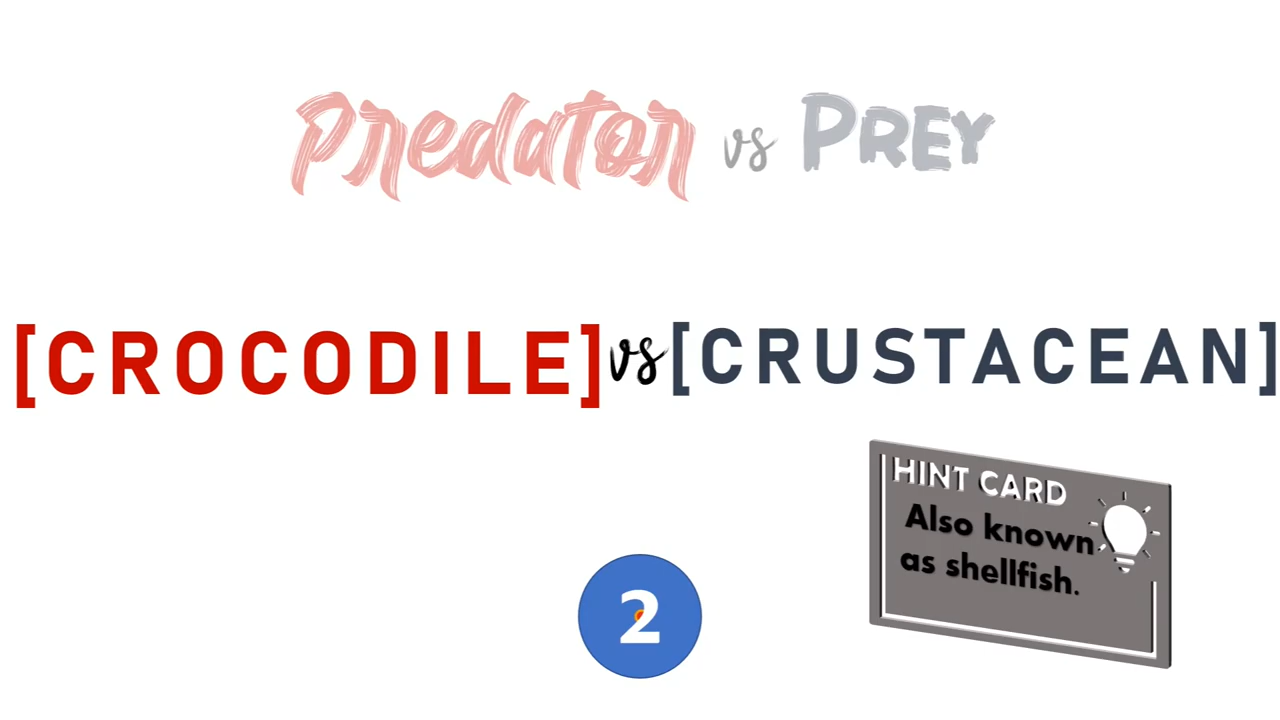 Predator vs Prey
[CROCODILE] vs [CRUSTACEAN]
HINT CARD
Also known
as shellfish.
2